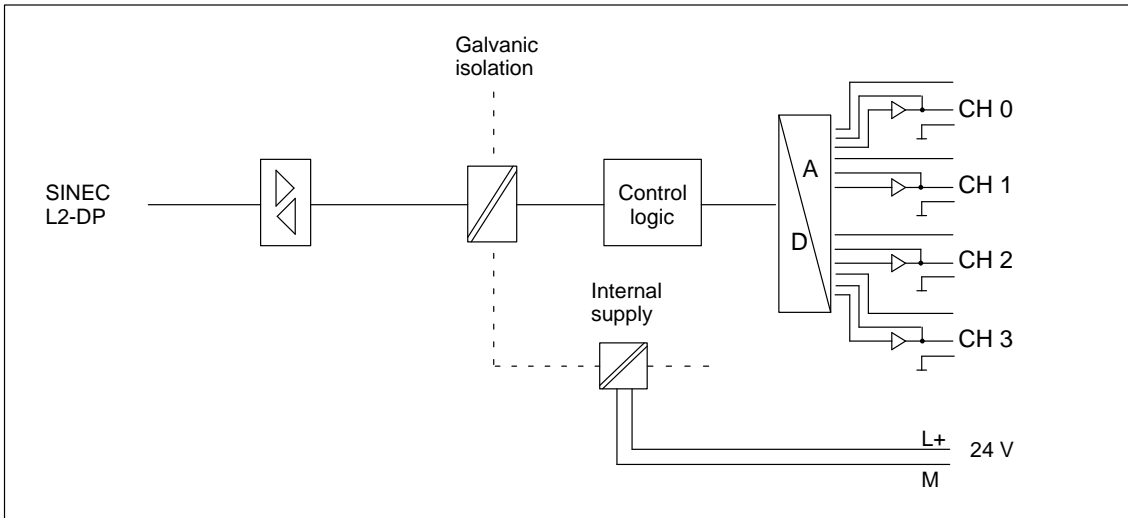 Galvanic
isolation
CH 0
SINEC
L2-DP
Control
logic
A
D
CH 1
CH 2
Internal
supply
CH 3
L+
24 V
M